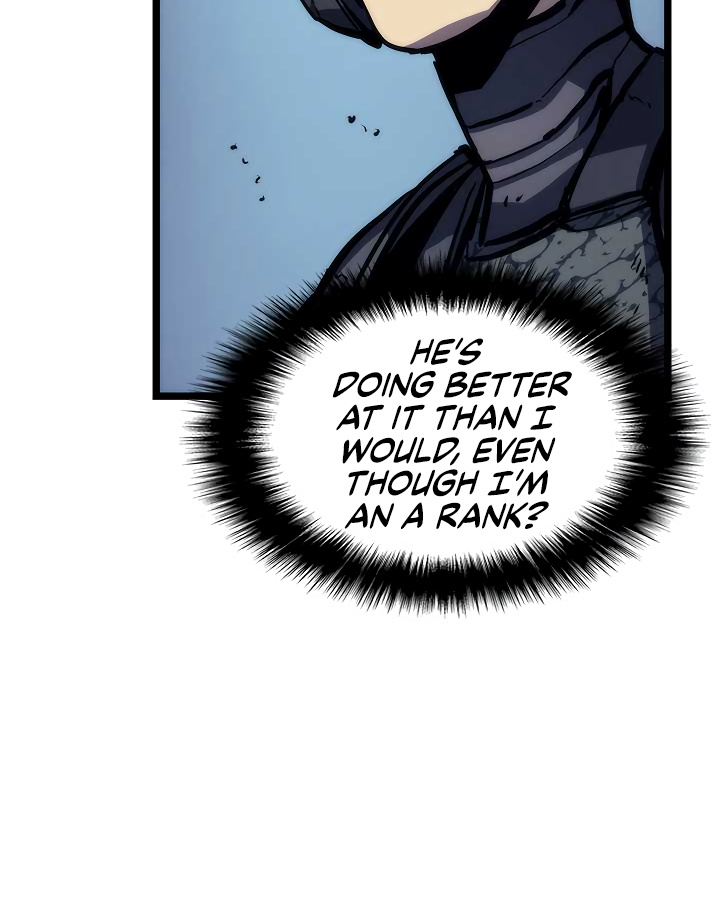 HE'S
DOING BETTER
AT IT THAN I
WOULD, EVEN
THOUGH I'M
AN A RANK?